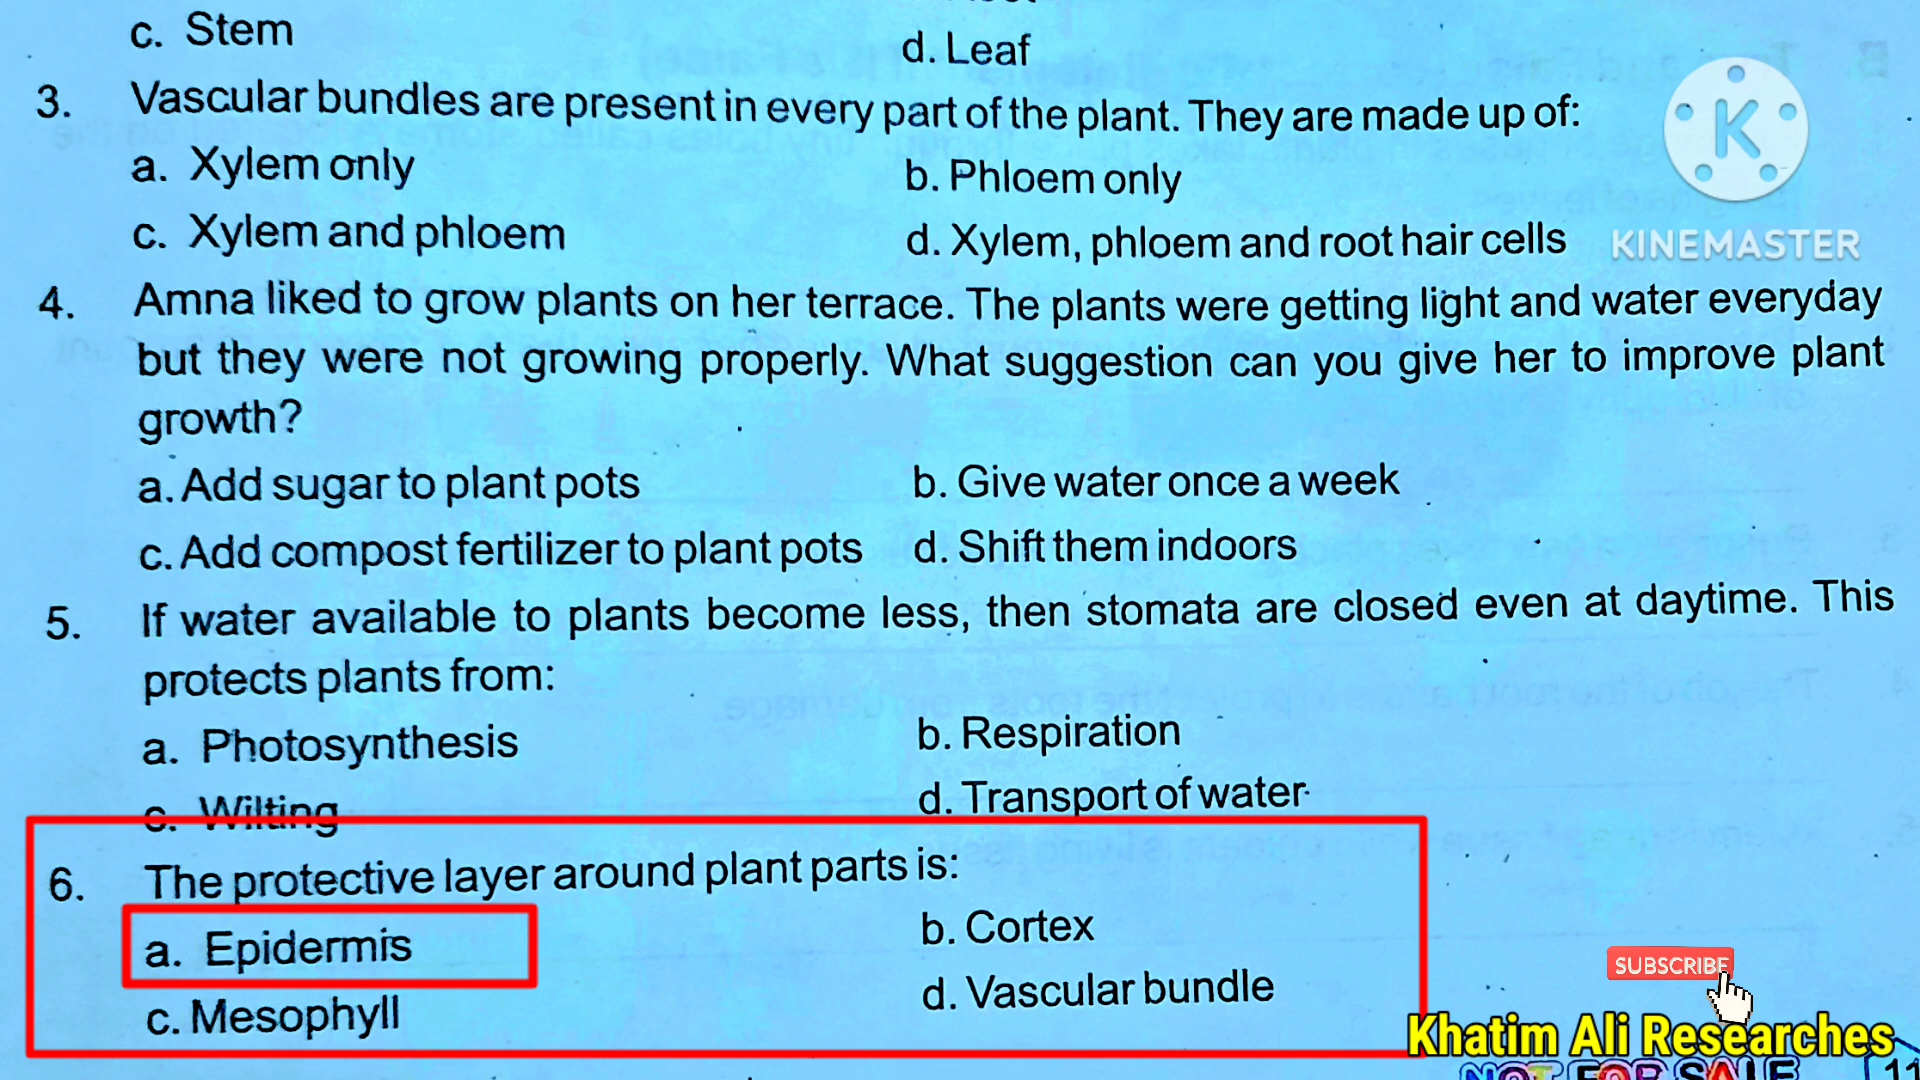 c. Stem
d. Leaf
3. Vascular bundles are present in every part of the plant. They are made up of:
a. Xylem only
b. Phloem only
c. Xylem and phloem
d. Xylem, phloem and root hair cells
K
KINEMASTER
4. Amna liked to grow plants on her terrace. The plants were getting light and water everyday
but they were not growing properly. What suggestion can you give her to improve plant
growth?
a. Add sugar to plant pots
b. Give water once a week
c. Add compost fertilizer to plant pots
d. Shift them indoors
5. If water available to plants become less, then stomata are closed even at daytime. This
protects plants from:
a. Photosynthesis
b. Respiration
c. Wilting
d. Transport of water
6. The protective layer around plant parts is:
a. Epidermis
b. Cortex
c. Mesophyll
d. Vascular bundle
SUBSCRIBE
Khatim Ali Researches
NOT FOR SALE